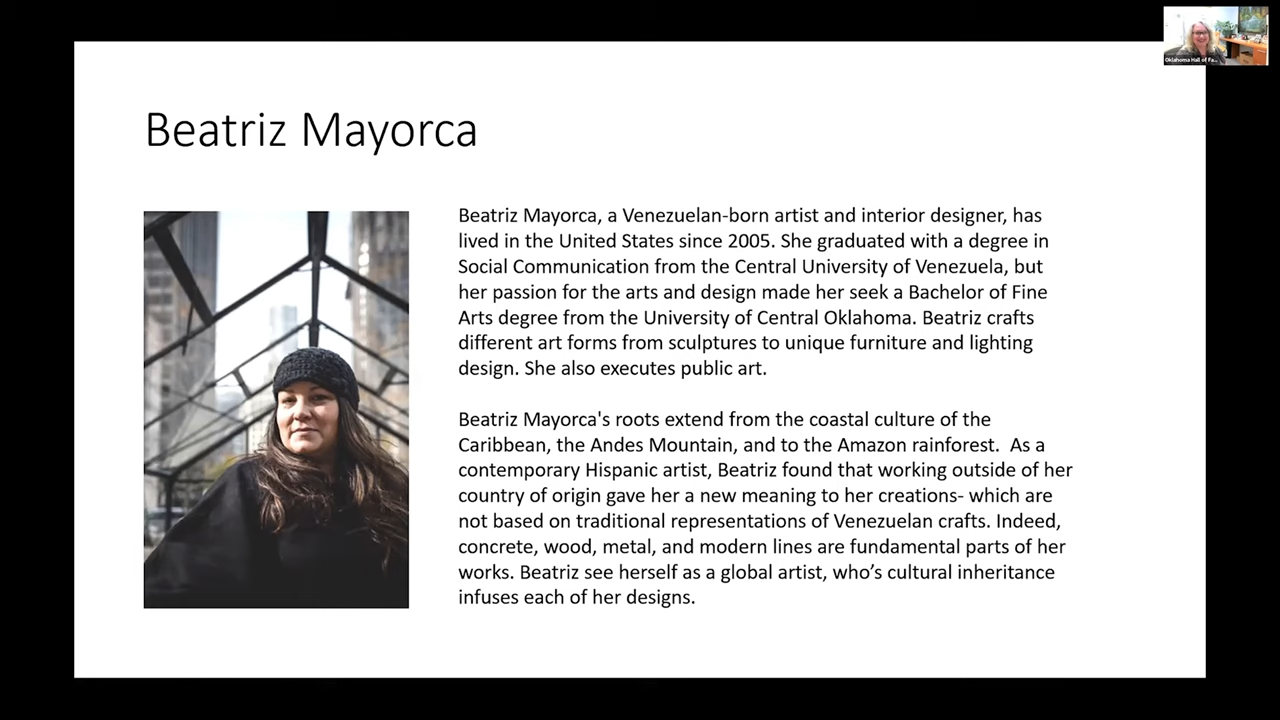 Oklahoma Hall of Fa...
Beatriz Mayorca
Beatriz Mayorca, a Venezuelan-born artist and interior designer, has
lived in the United States since 2005. She graduated with a degree in
Social Communication from the Central University of Venezuela, but
her passion for the arts and design made her seek a Bachelor of Fine
Arts degree from the University of Central Oklahoma. Beatriz crafts
different art forms from sculptures to unique furniture and lighting
design. She also executes public art.
Beatriz Mayorca's roots extend from the coastal culture of the
Caribbean, the Andes Mountain, and to the Amazon rainforest.  As a
contemporary Hispanic artist, Beatriz found that working outside of her
country of origin gave her a new meaning to her creations- which are
not based on traditional representations of Venezuelan crafts. Indeed,
concrete, wood, metal, and modern lines are fundamental parts of her
works. Beatriz see herself as a global artist, who’s cultural inheritance
infuses each of her designs.